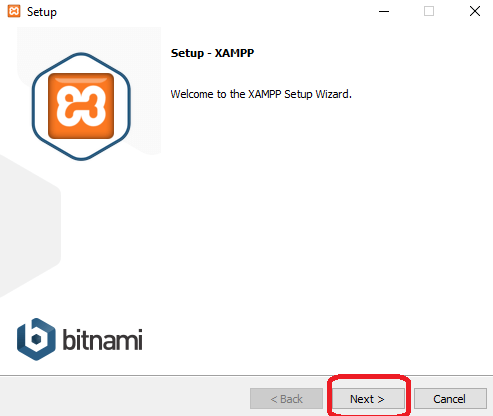 Setup
Setup - XAMPP
Welcome to the XAMPP Setup Wizard.
bitnami
< Back
Next >
Cancel